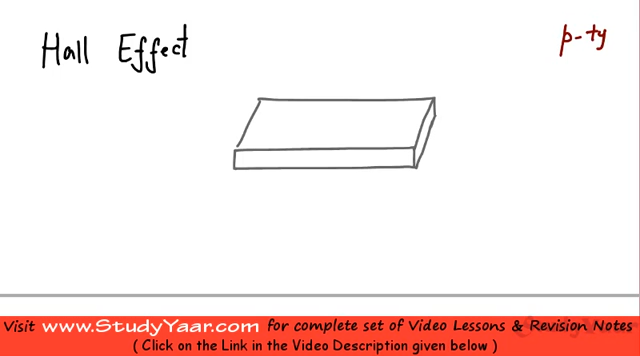 Hall Effect
p-ty
Visit www.StudyYaar.com for complete set of Video Lessons & Revision Notes
( Click on the Link in the Video Description given below )